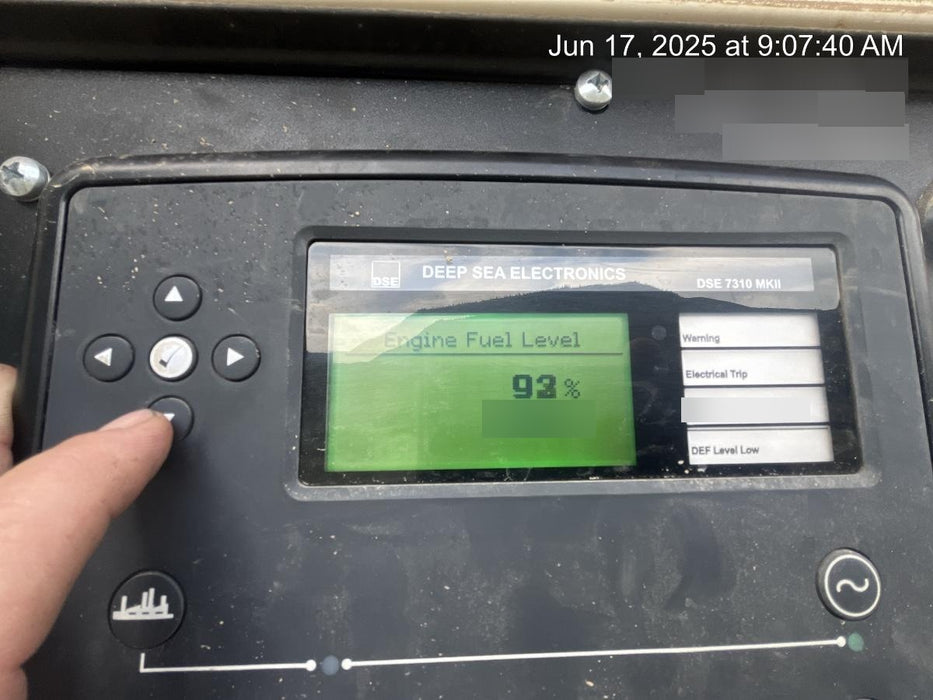 Jun 17, 2025 at 9:07:40 AM
DSE
DEEP SEA ELECTRONICS
DSE 7310 MKII
Engine Fuel Level
%
Warning
Electrical Trip
DEF Level Low